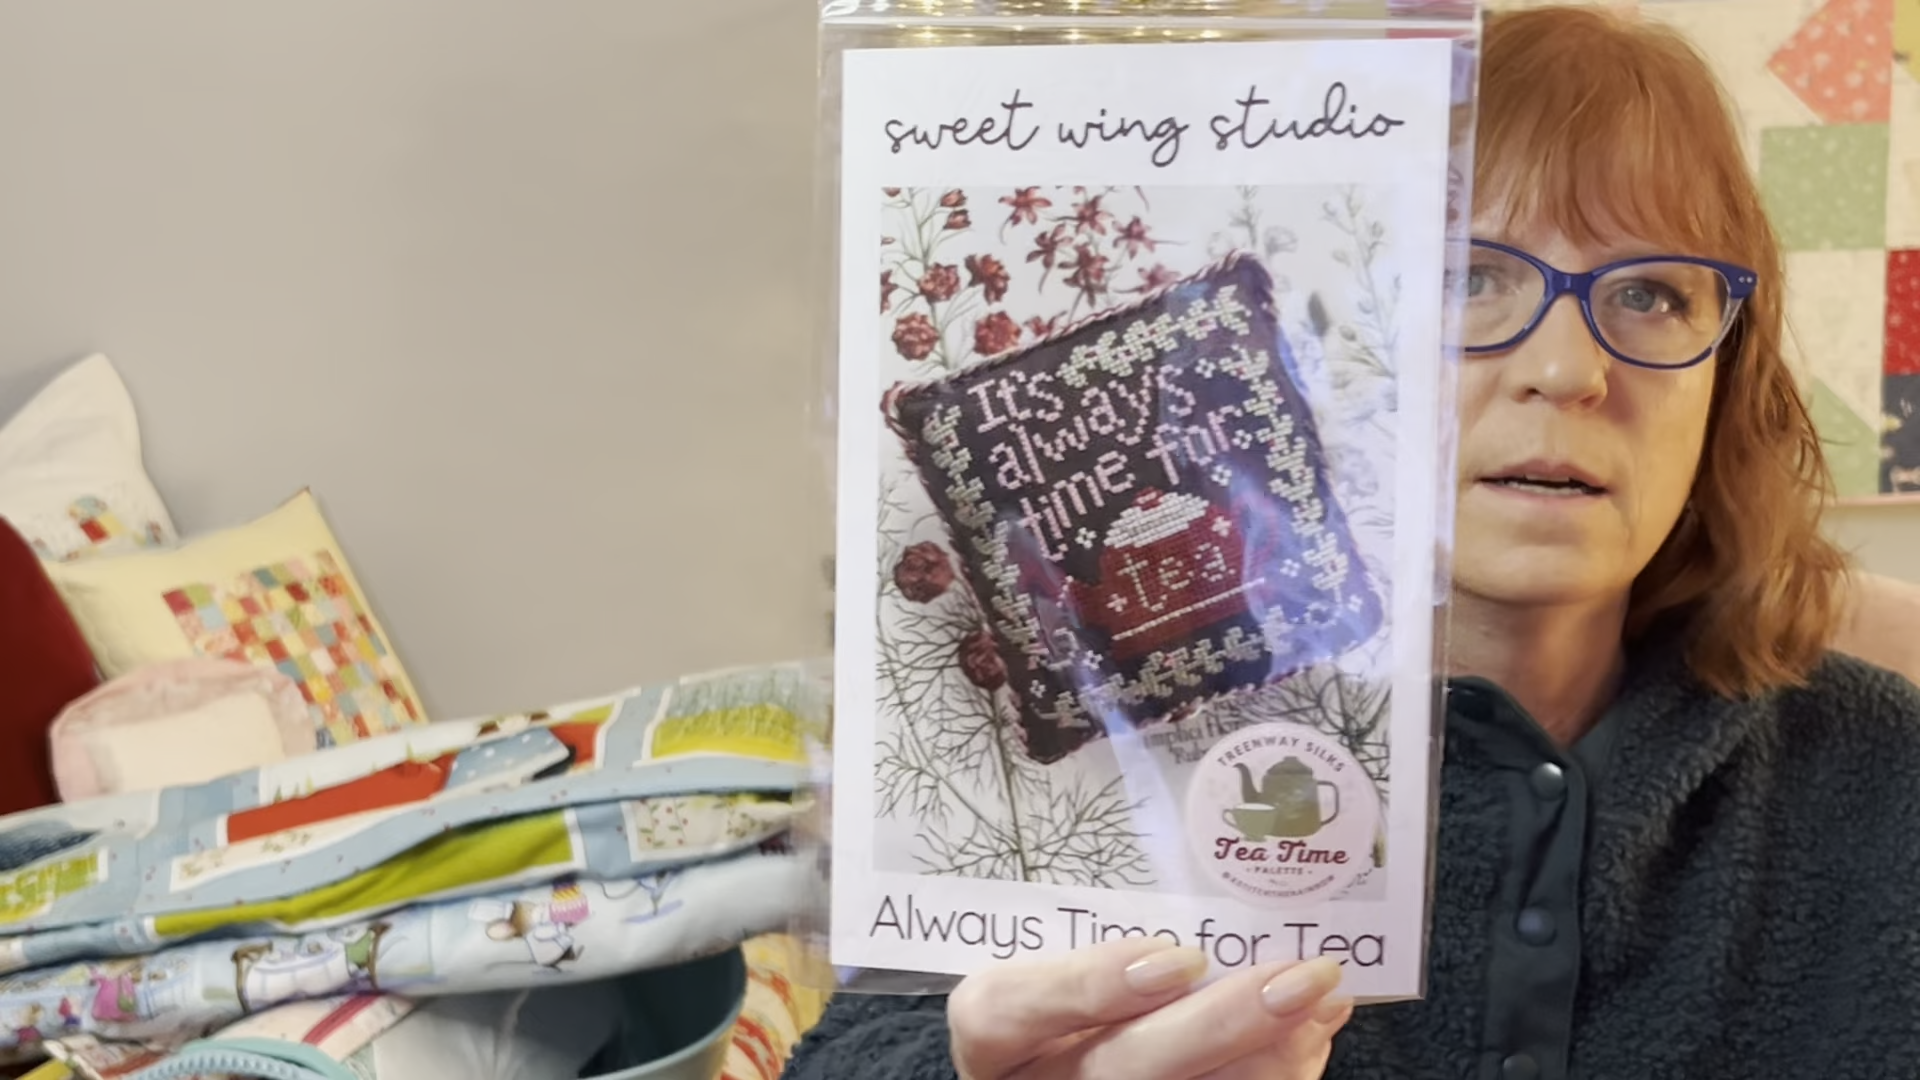 sweet wing studio
It's
always
time for
tea
TREENWAY SILKS
Tea Time
PALETTE
Always Time for Tea